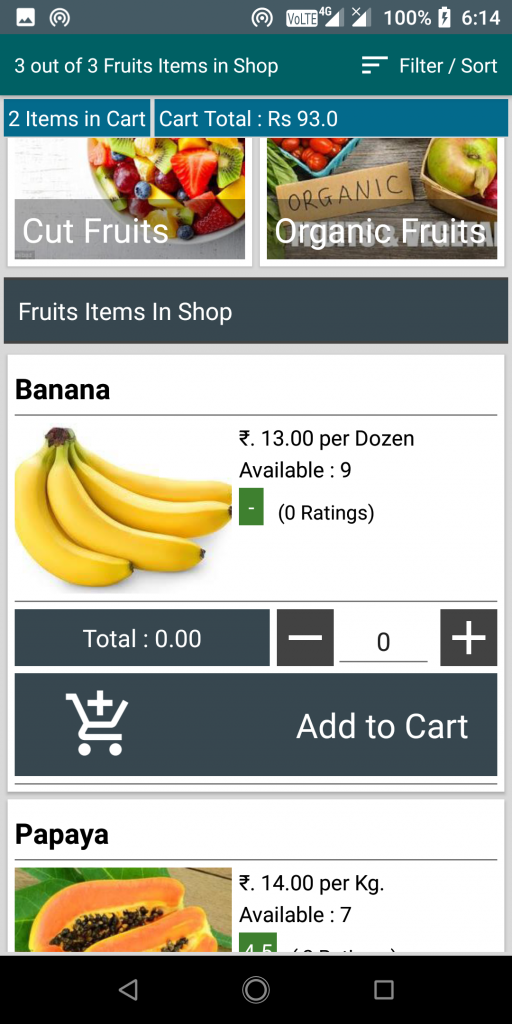 VoLTE 4G 100% 6:14
3 out of 3 Fruits Items in Shop Filter / Sort
2 Items in Cart Cart Total : Rs 93.0
ORGANIC
Cut Fruits Organic Fruits
Fruits Items In Shop
Banana
₹. 13.00 per Dozen
Available : 9
- (0 Ratings)
Total : 0.00 0
Add to Cart
Papaya
₹. 14.00 per Kg.
Available : 7
4.5